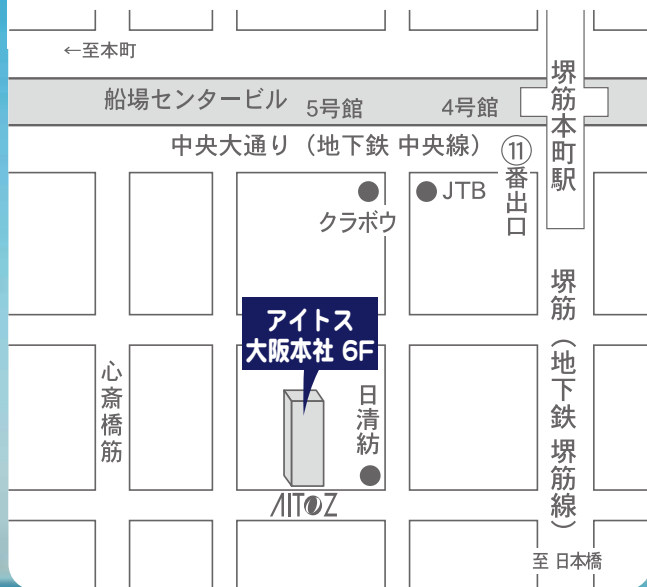 ←至本町
船場センタービル
5号館
4号館
堺筋本町駅
中央大通り（地下鉄 中央線）
⑪番出口
クラボウ
JTB
アイトス
大阪本社 6F
心斎橋筋
日清紡
堺筋（地下鉄 堺筋線）
AITOZ
至 日本橋